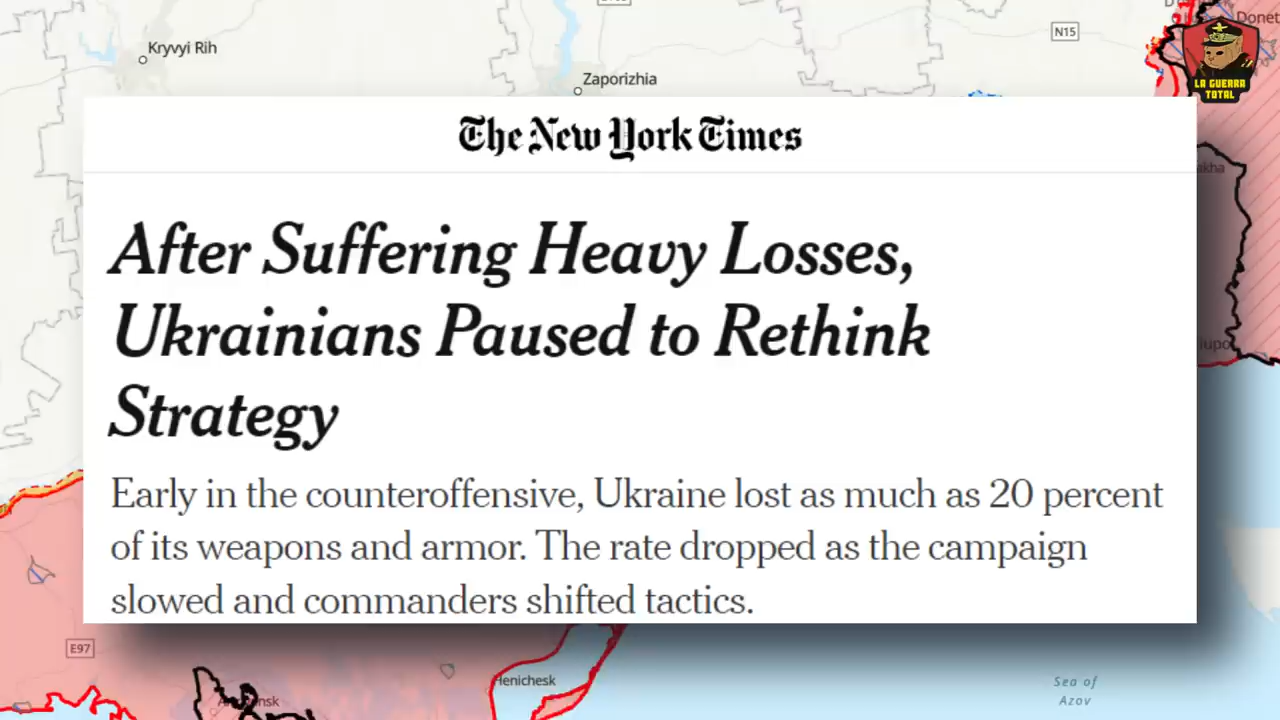 Kryvyi Rih
N15
Donet
Zaporizhia
LA GUERRA
TOTAL
The New York Times
After Suffering Heavy Losses,
Ukrainians Paused to Rethink
Strategy
Early in the counteroffensive, Ukraine lost as much as 20 percent
of its weapons and armor. The rate dropped as the campaign
slowed and commanders shifted tactics.
E97
Henichesk
Sea of
Azov